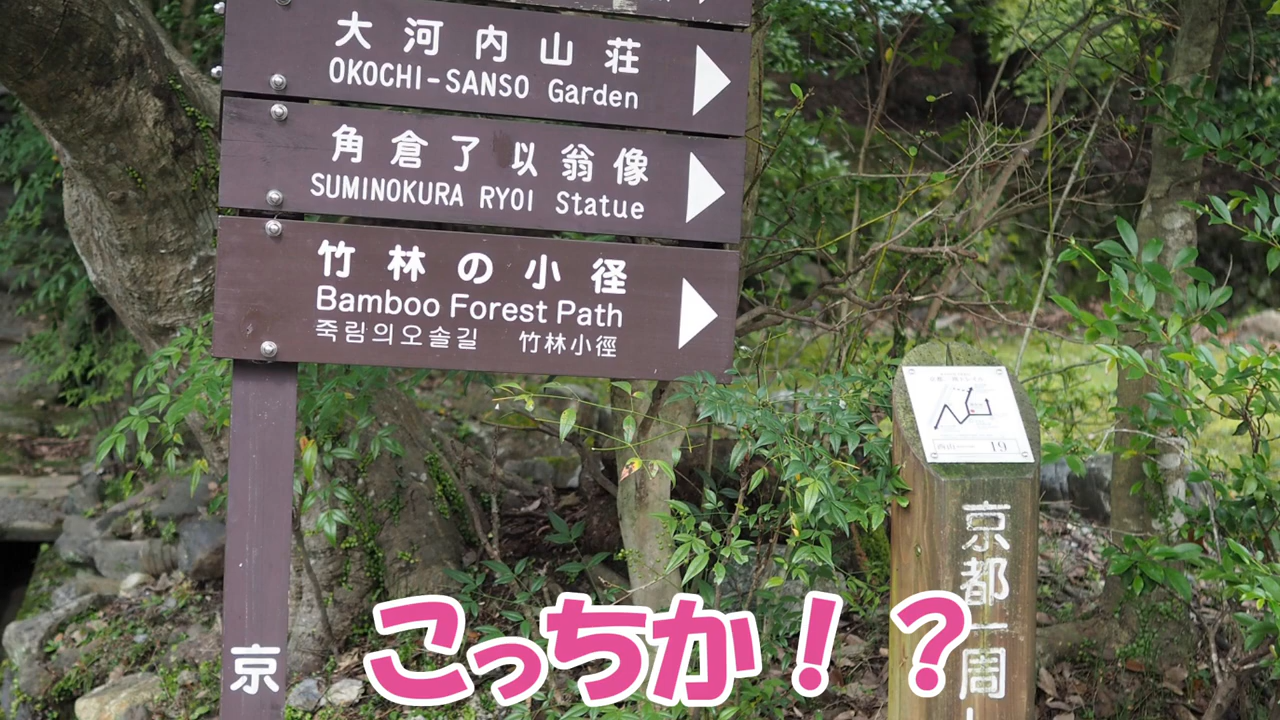 大河内山荘
OKOCHI-SANSO Garden
角倉了以翁像
SUMINOKURA RYOI Statue
竹林の小径
Bamboo Forest Path
죽림의오솔길 竹林小徑
19
京都一周
京
こっちか！？